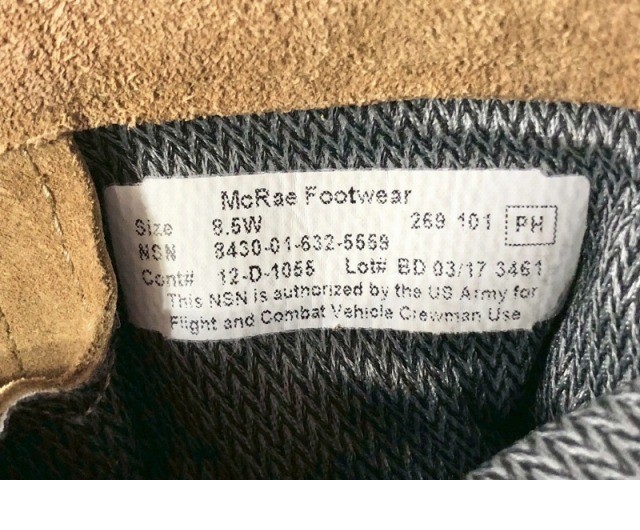 McRae Footwear
Size 8.5W 269 101 PH
NSN 8430-01-632-5569
Cont# 12-D-1055 Lot# BD 03/17 3461
This NSN is authorized by the US Army for
Flight and Combat Vehicle Crewman Use